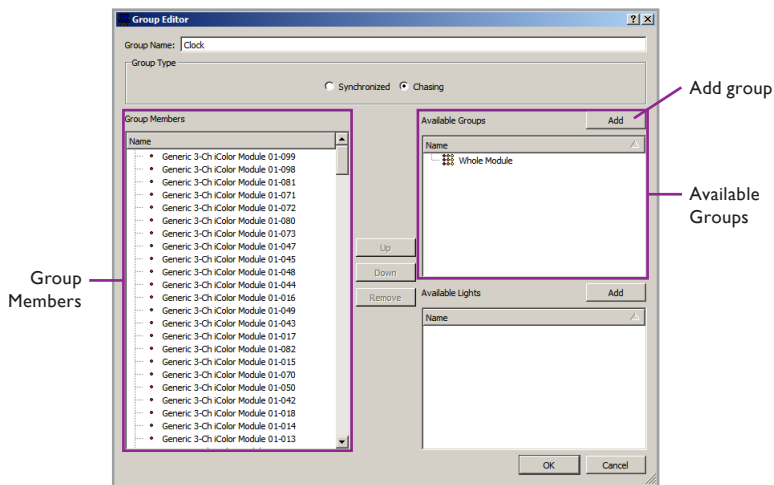 Group Editor
Group Name: Clock
Group Type
Synchronized Chasing
Group Members
Name
Generic 3-Ch iColor Module 01-099
Generic 3-Ch iColor Module 01-098
Generic 3-Ch iColor Module 01-081
Generic 3-Ch iColor Module 01-071
Generic 3-Ch iColor Module 01-072
Generic 3-Ch iColor Module 01-080
Generic 3-Ch iColor Module 01-073
Generic 3-Ch iColor Module 01-047
Generic 3-Ch iColor Module 01-045
Generic 3-Ch iColor Module 01-048
Generic 3-Ch iColor Module 01-044
Generic 3-Ch iColor Module 01-016
Generic 3-Ch iColor Module 01-049
Generic 3-Ch iColor Module 01-043
Generic 3-Ch iColor Module 01-017
Generic 3-Ch iColor Module 01-082
Generic 3-Ch iColor Module 01-015
Generic 3-Ch iColor Module 01-070
Generic 3-Ch iColor Module 01-050
Generic 3-Ch iColor Module 01-042
Generic 3-Ch iColor Module 01-018
Generic 3-Ch iColor Module 01-014
Generic 3-Ch iColor Module 01-013
Up
Down
Remove
Available Groups Add
Name
Whole Module
Available Lights Add
Name
OK Cancel
Group
Members
Add group
Available
Groups